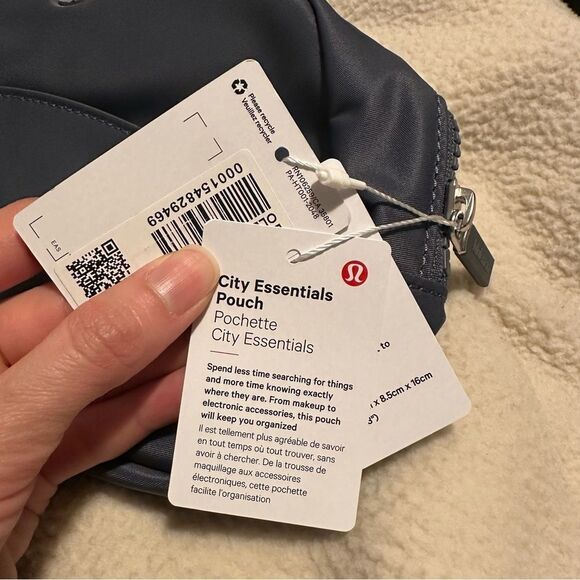 Please recycle
Veuillez recycler
EAS
0001548294469
City Essentials
Pouch
Pochette
City Essentials
Spend less time searching for things
and more time knowing exactly
where they are. From makeup to
electronic accessories, this pouch
will keep you organized
Il est tellement plus agréable de savoir
en tout temps où tout trouver, sans
avoir à chercher. De la trousse de
maquillage aux accessoires
électroniques, cette pochette
facilite l'organisation
to
x 8.5cm x 16cm